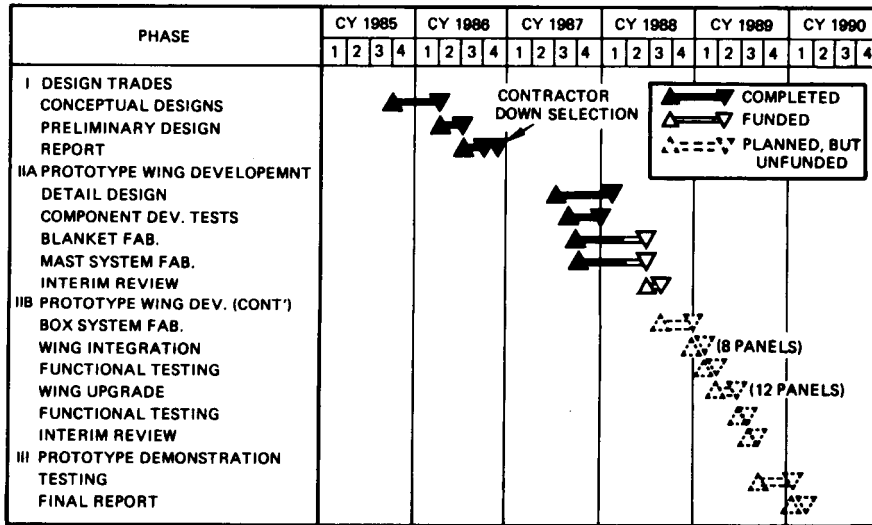 PHASE
CY 1985 CY 1986 CY 1987 CY 1988 CY 1989 CY 1990
1 2 3 4 1 2 3 4 1 2 3 4 1 2 3 4 1 2 3 4 1 2 3 4
I DESIGN TRADES
CONCEPTUAL DESIGNS
PRELIMINARY DESIGN
REPORT
CONTRACTOR
DOWN SELECTION
COMPLETED
FUNDED
PLANNED, BUT
UNFUNDED
IIA PROTOTYPE WING DEVELOPEMNT
DETAIL DESIGN
COMPONENT DEV. TESTS
BLANKET FAB.
MAST SYSTEM FAB.
INTERIM REVIEW
IIB PROTOTYPE WING DEV. (CONT')
BOX SYSTEM FAB.
WING INTEGRATION (8 PANELS)
FUNCTIONAL TESTING
WING UPGRADE (12 PANELS)
FUNCTIONAL TESTING
INTERIM REVIEW
III PROTOTYPE DEMONSTRATION
TESTING
FINAL REPORT